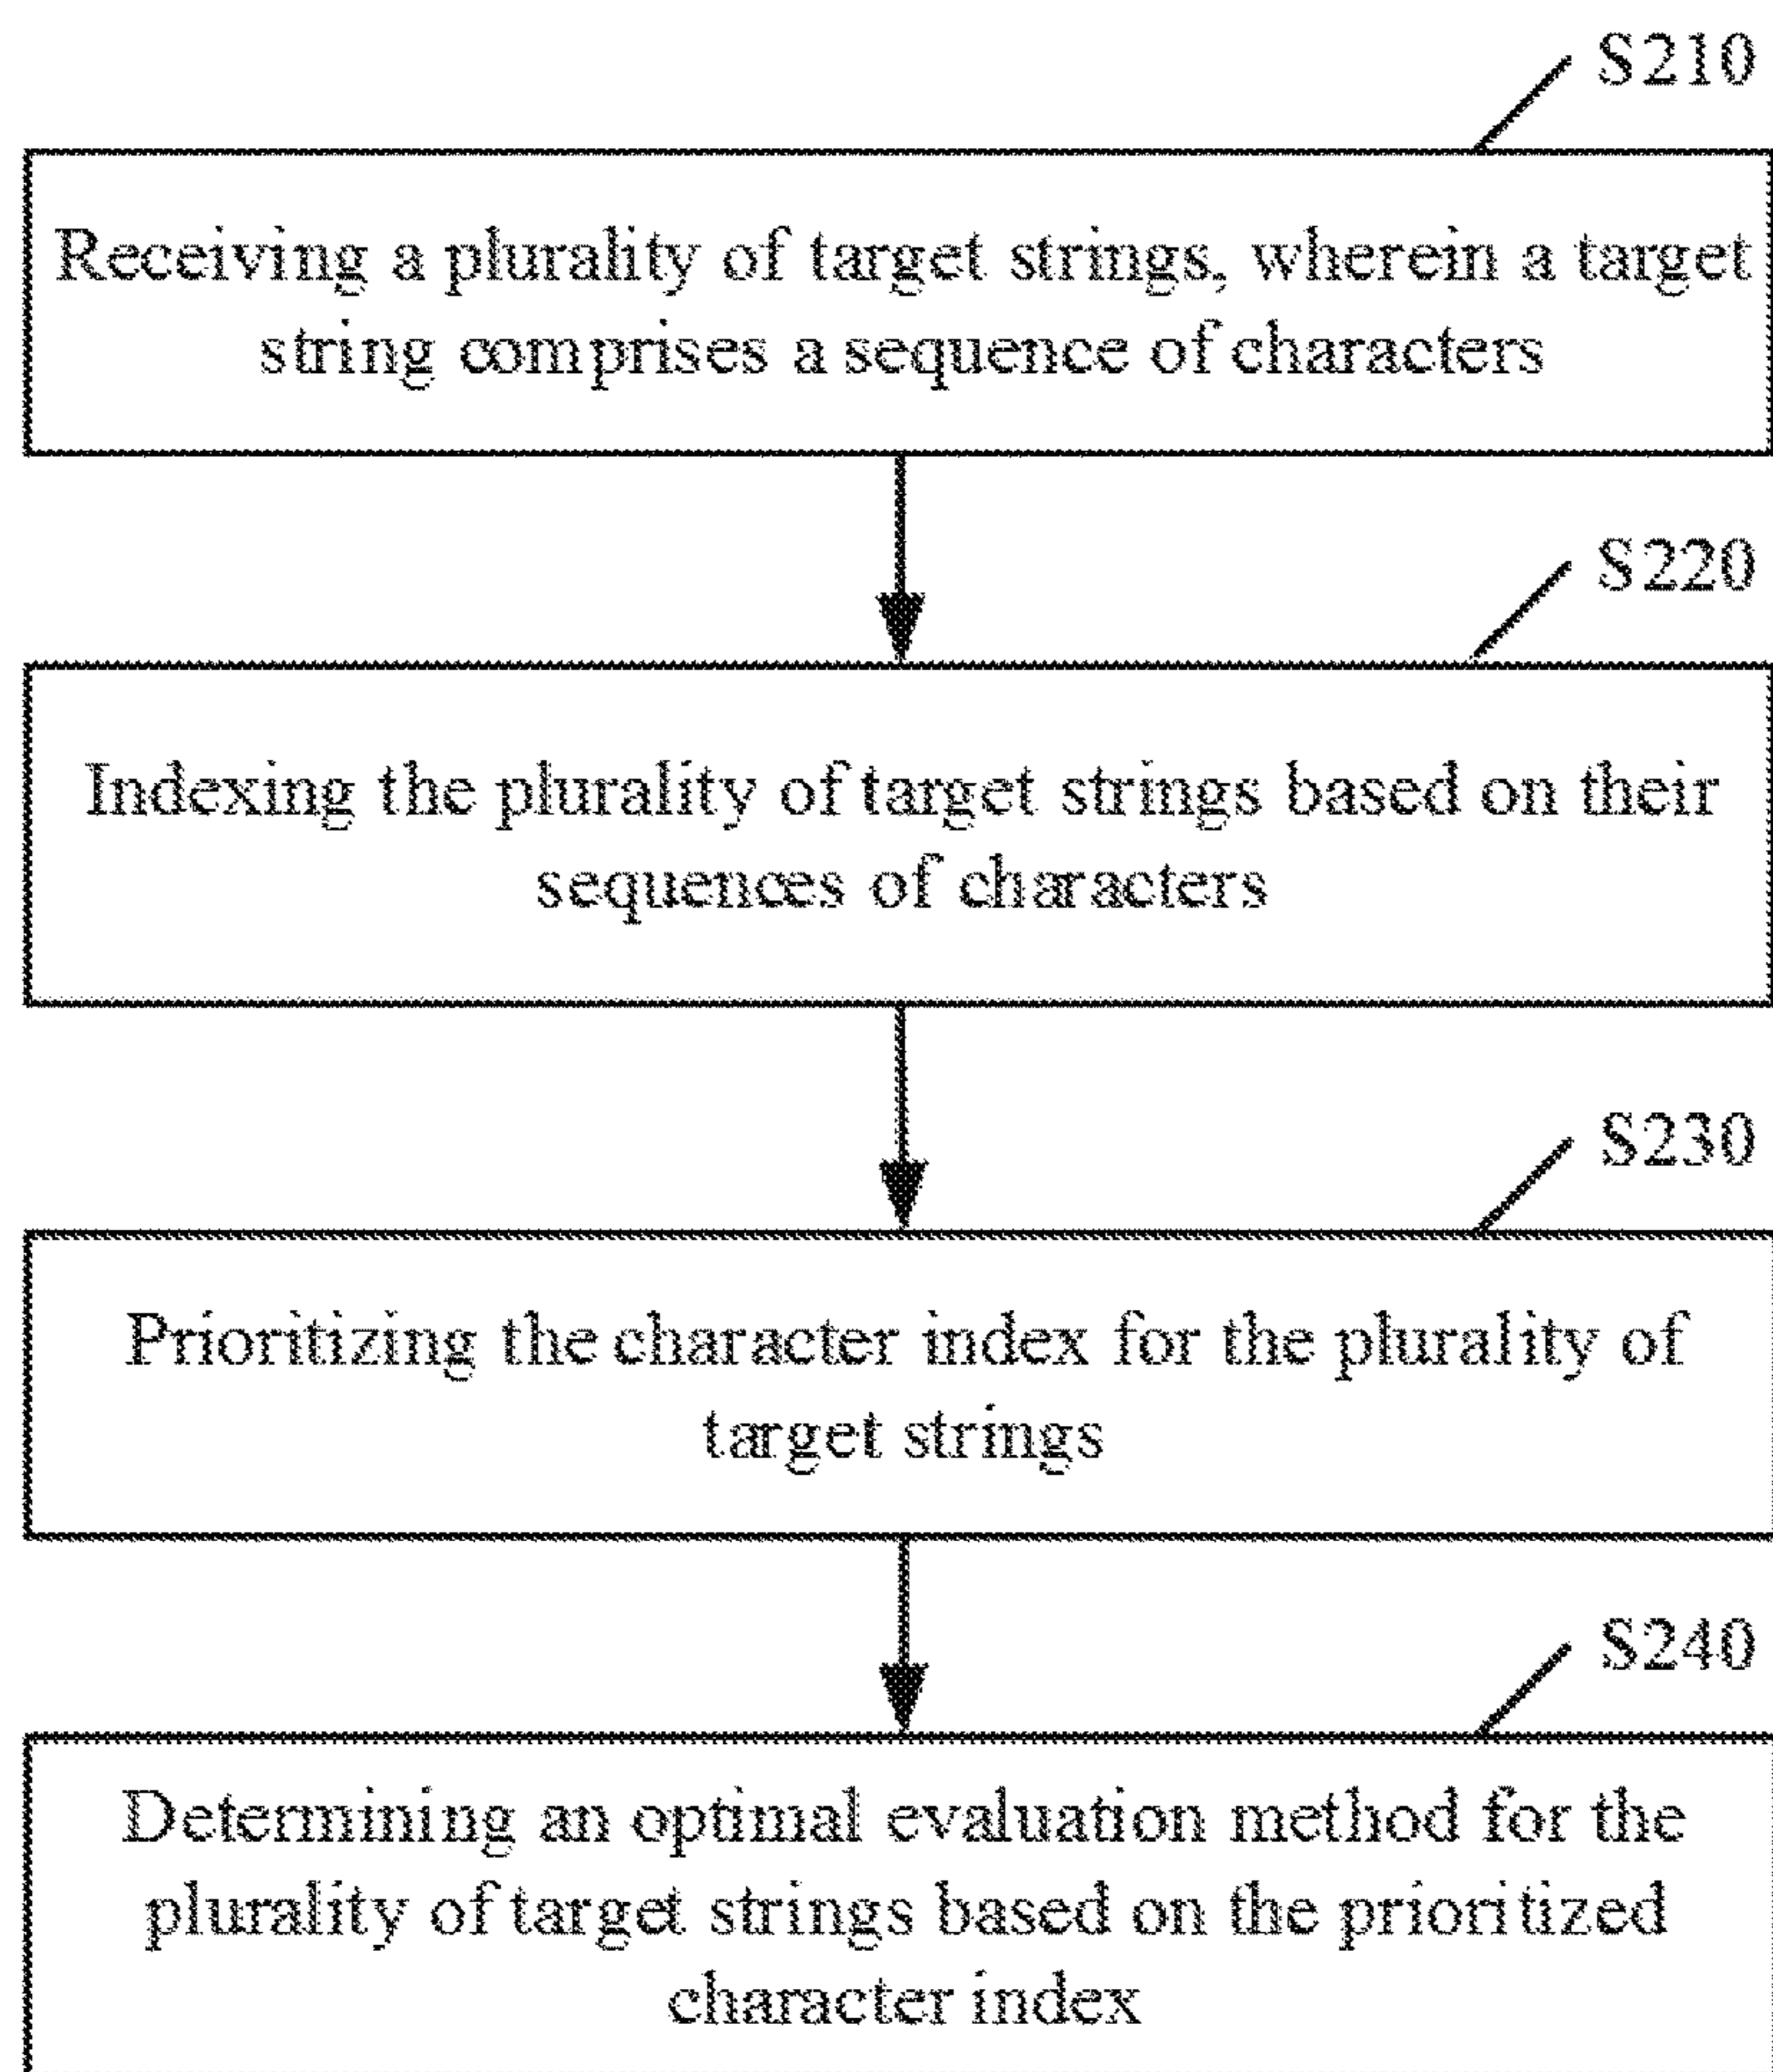 S210
Receiving a plurality of target strings, wherein a target
string comprises a sequence of characters
S220
Indexing the plurality of target strings based on their
sequences of characters
S230
Prioritizing the character index for the plurality of
target strings
S240
Determining an optimal evaluation method for the
plurality of target strings based on the prioritized
character index